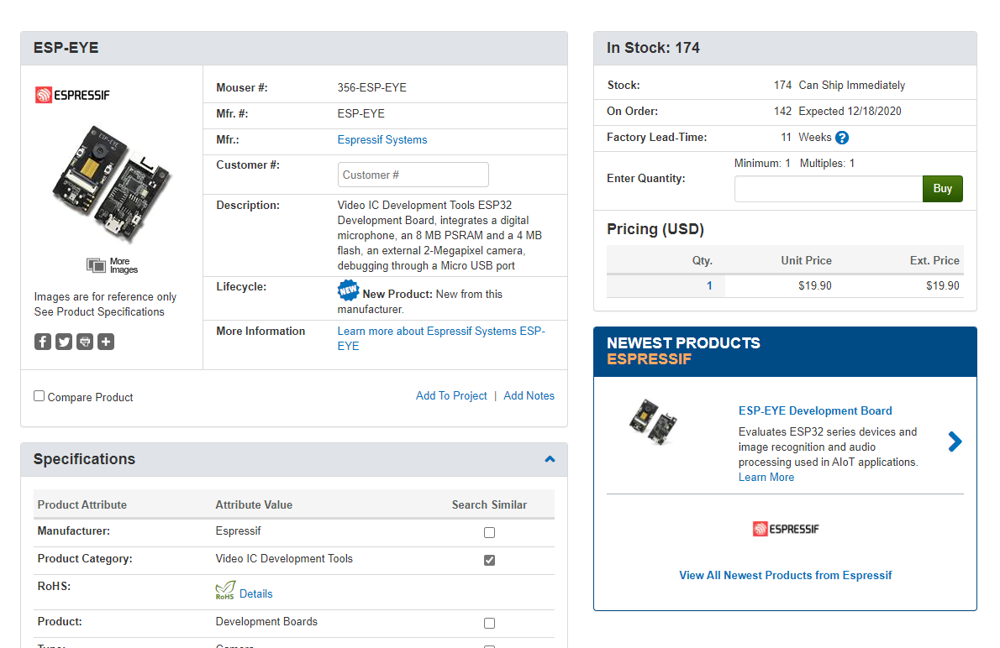 ESP-EYE
ESPRESSIF
ESP-EYE
More
Images
Images are for reference only
See Product Specifications
Mouser #: 356-ESP-EYE
Mfr. #: ESP-EYE
Mfr.: Espressif Systems
Customer #: Customer #
Description: Video IC Development Tools ESP32
Development Board, integrates a digital
microphone, an 8 MB PSRAM and a 4 MB
flash, an external 2-Megapixel camera,
debugging through a Micro USB port
Lifecycle: NEW New Product: New from this
manufacturer.
More Information Learn more about Espressif Systems ESP-
EYE
Compare Product Add To Project | Add Notes
Specifications
Product Attribute Attribute Value Search Similar
Manufacturer: Espressif
Product Category: Video IC Development Tools
RoHS: RoHS Details
Product: Development Boards
In Stock: 174
Stock: 174 Can Ship Immediately
On Order: 142 Expected 12/18/2020
Factory Lead-Time: 11 Weeks ?
Minimum: 1 Multiples: 1
Enter Quantity: Buy
Pricing (USD)
Qty. Unit Price Ext. Price
1 $19.90 $19.90
NEWEST PRODUCTS
ESPRESSIF
ESP-EYE Development Board
Evaluates ESP32 series devices and
image recognition and audio
processing used in AIoT applications.
Learn More
ESPRESSIF
View All Newest Products from Espressif